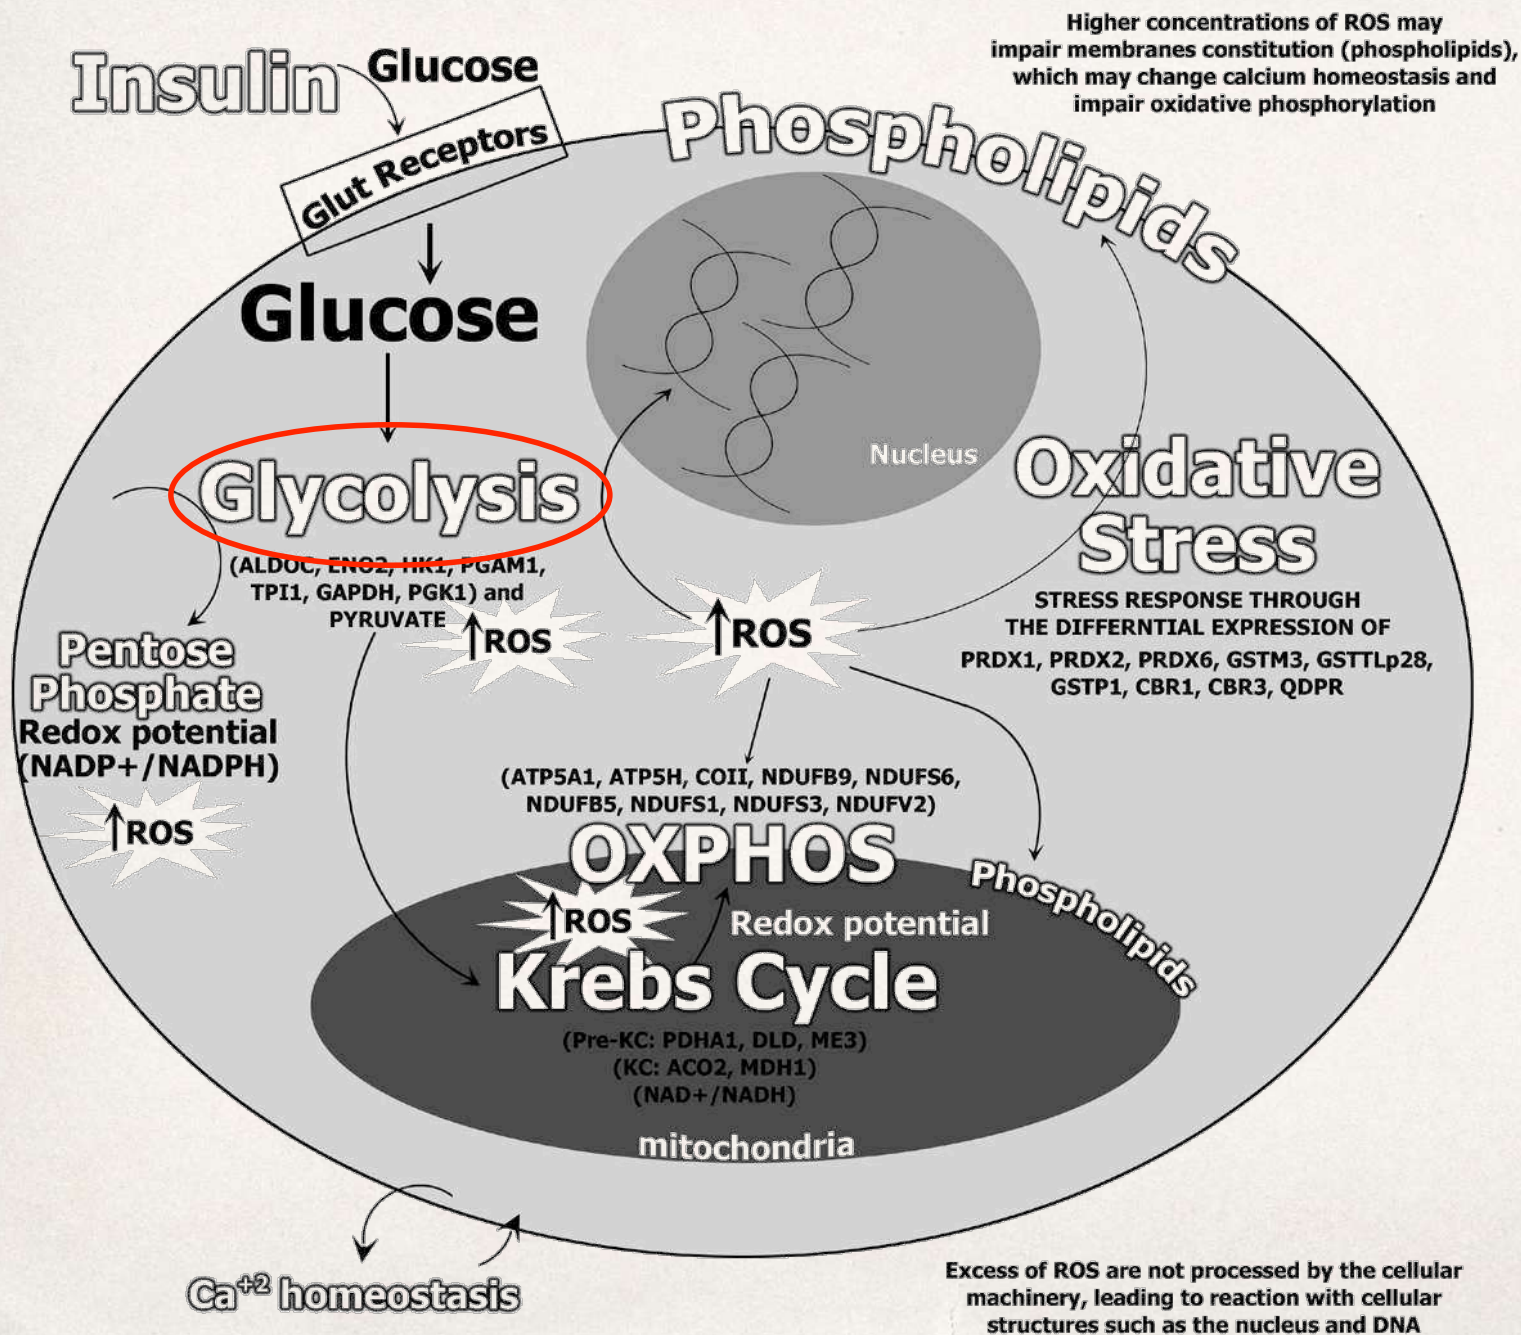 Higher concentrations of ROS may
impair membranes constitution (phospholipids),
which may change calcium homeostasis and
impair oxidative phosphorylation
Insulin
Glucose
Glut Receptors
Phospholipids
Glucose
Nucleus
Glycolysis
(ALDOC, ENO2, HK1, PGAM1,
TPI1, GAPDH, PGK1) and
PYRUVATE
↑ROS
↑ROS
Oxidative
Stress
STRESS RESPONSE THROUGH
THE DIFFERNTIAL EXPRESSION OF
PRDX1, PRDX2, PRDX6, GSTM3, GSTTLp28,
GSTP1, CBR1, CBR3, QDPR
Pentose
Phosphate
Redox potential
(NADP+/NADPH)
↑ROS
(ATP5A1, ATP5H, COII, NDUFB9, NDUFS6,
NDUFB5, NDUFS1, NDUFS3, NDUFV2)
OXPHOS
Phospholipids
↑ROS
Redox potential
Krebs Cycle
(Pre-KC: PDHA1, DLD, ME3)
(KC: ACO2, MDH1)
(NAD+/NADH)
mitochondria
Ca+2 homeostasis
Excess of ROS are not processed by the cellular
machinery, leading to reaction with cellular
structures such as the nucleus and DNA